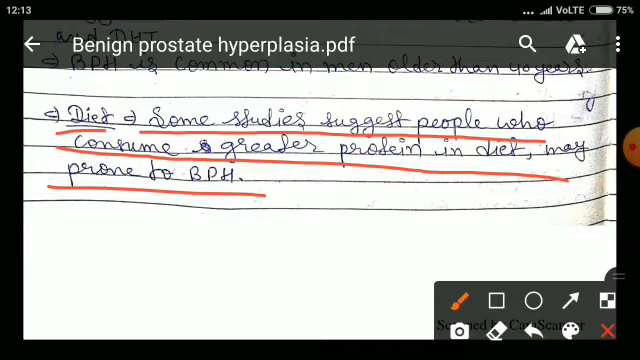 12:13 VoLTE 75%
Benign prostate hyperplasia.pdf
and DHT
⇒ BPH is common in men older than 40 years.
⇒ Diet ⇒ Some studies suggest people who
consume greater protein in diet, may
prone to BPH.
Scanned by CamScanner